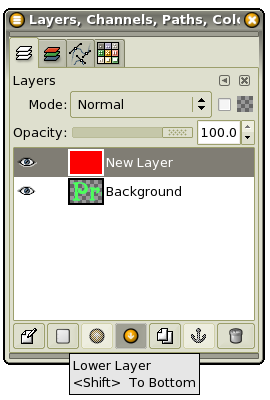 Layers, Channels, Paths, Colo
Layers
Mode: Normal
Opacity: 100.0
New Layer
Pr Background
Lower Layer
<Shift> To Bottom